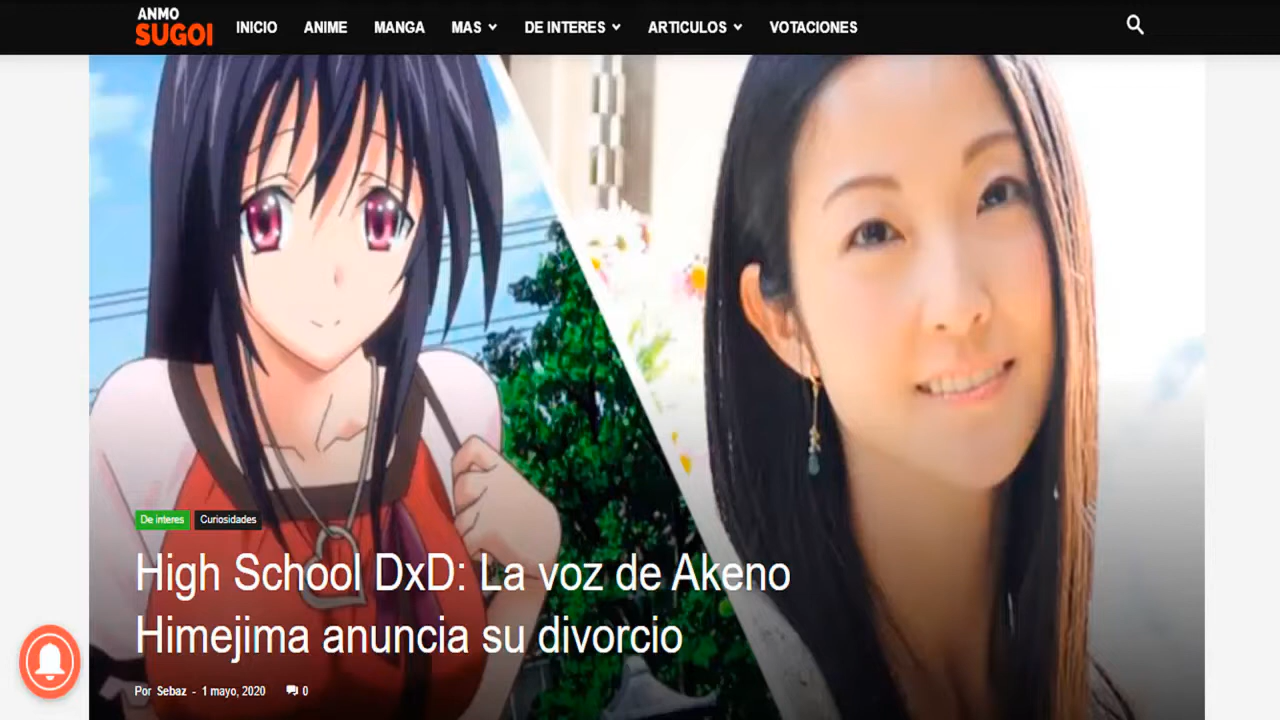 ANMO
SUGOI
INICIO ANIME MANGA MAS DE INTERES ARTICULOS VOTACIONES
De interes Curiosidades
High School DxD: La voz de Akeno
Himejima anuncia su divorcio
Por Sebaz - 1 mayo, 2020 0